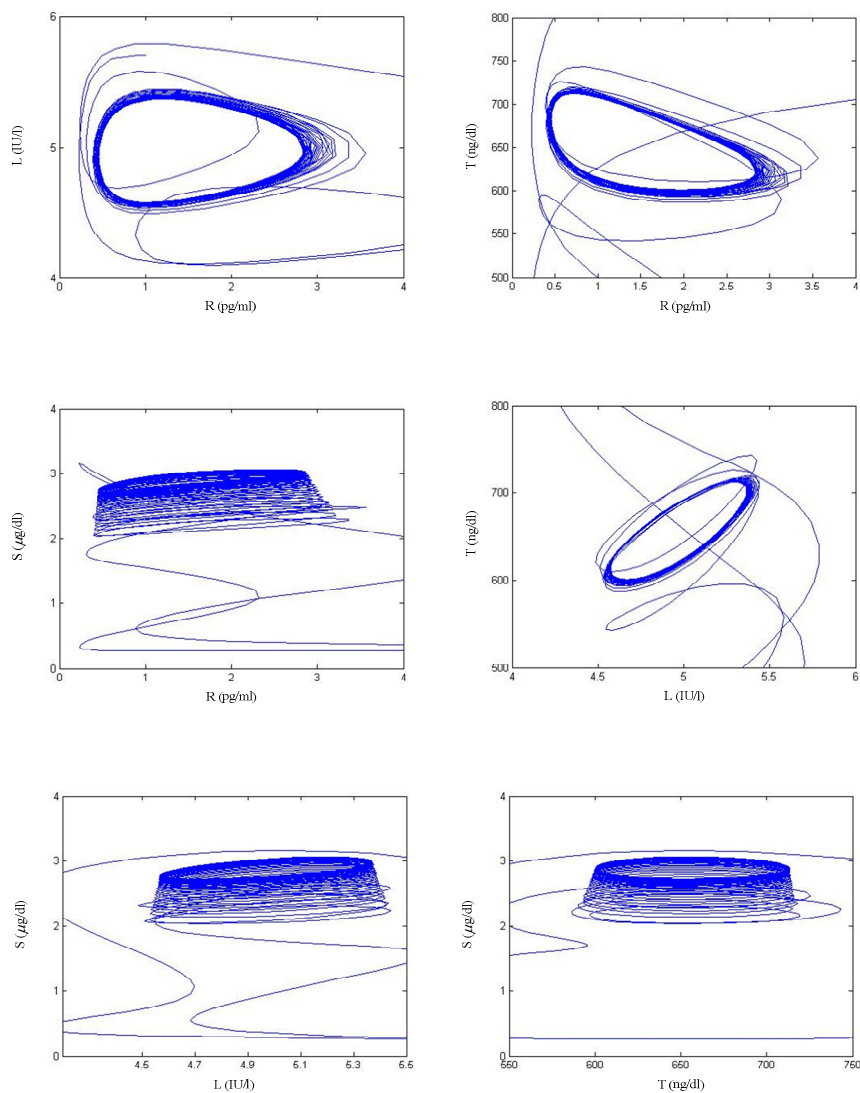 6
5
4
L (IU/l)
0 1 2 3 4
R (pg/ml)
800
750
700
650
600
550
500
T (ng/dl)
0 0.5 1 1.5 2 2.5 3 3.5 4
R (pg/ml)
4
3
2
1
0
S (μg/dl)
0 1 2 3 4
R (pg/ml)
800
700
600
500
T (ng/dl)
4 4.5 5 5.5 6
L (IU/l)
4
3
2
1
0
S (μg/dl)
4.5 4.7 4.9 5.1 5.3 5.5
L (IU/l)
4
3
2
1
0
S (μg/dl)
550 600 650 700 750
T (ng/dl)